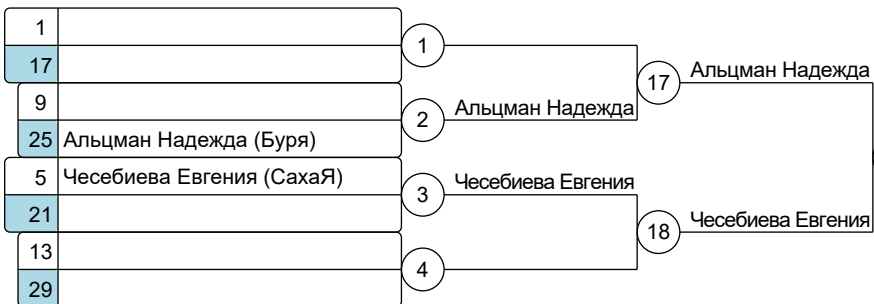 1
17
1
17 Альцман Надежда
9
2 Альцман Надежда
25 Альцман Надежда (Буря)
5 Чесебиева Евгения (СахаЯ)
3 Чесебиева Евгения
21
18 Чесебиева Евгения
13
4
29